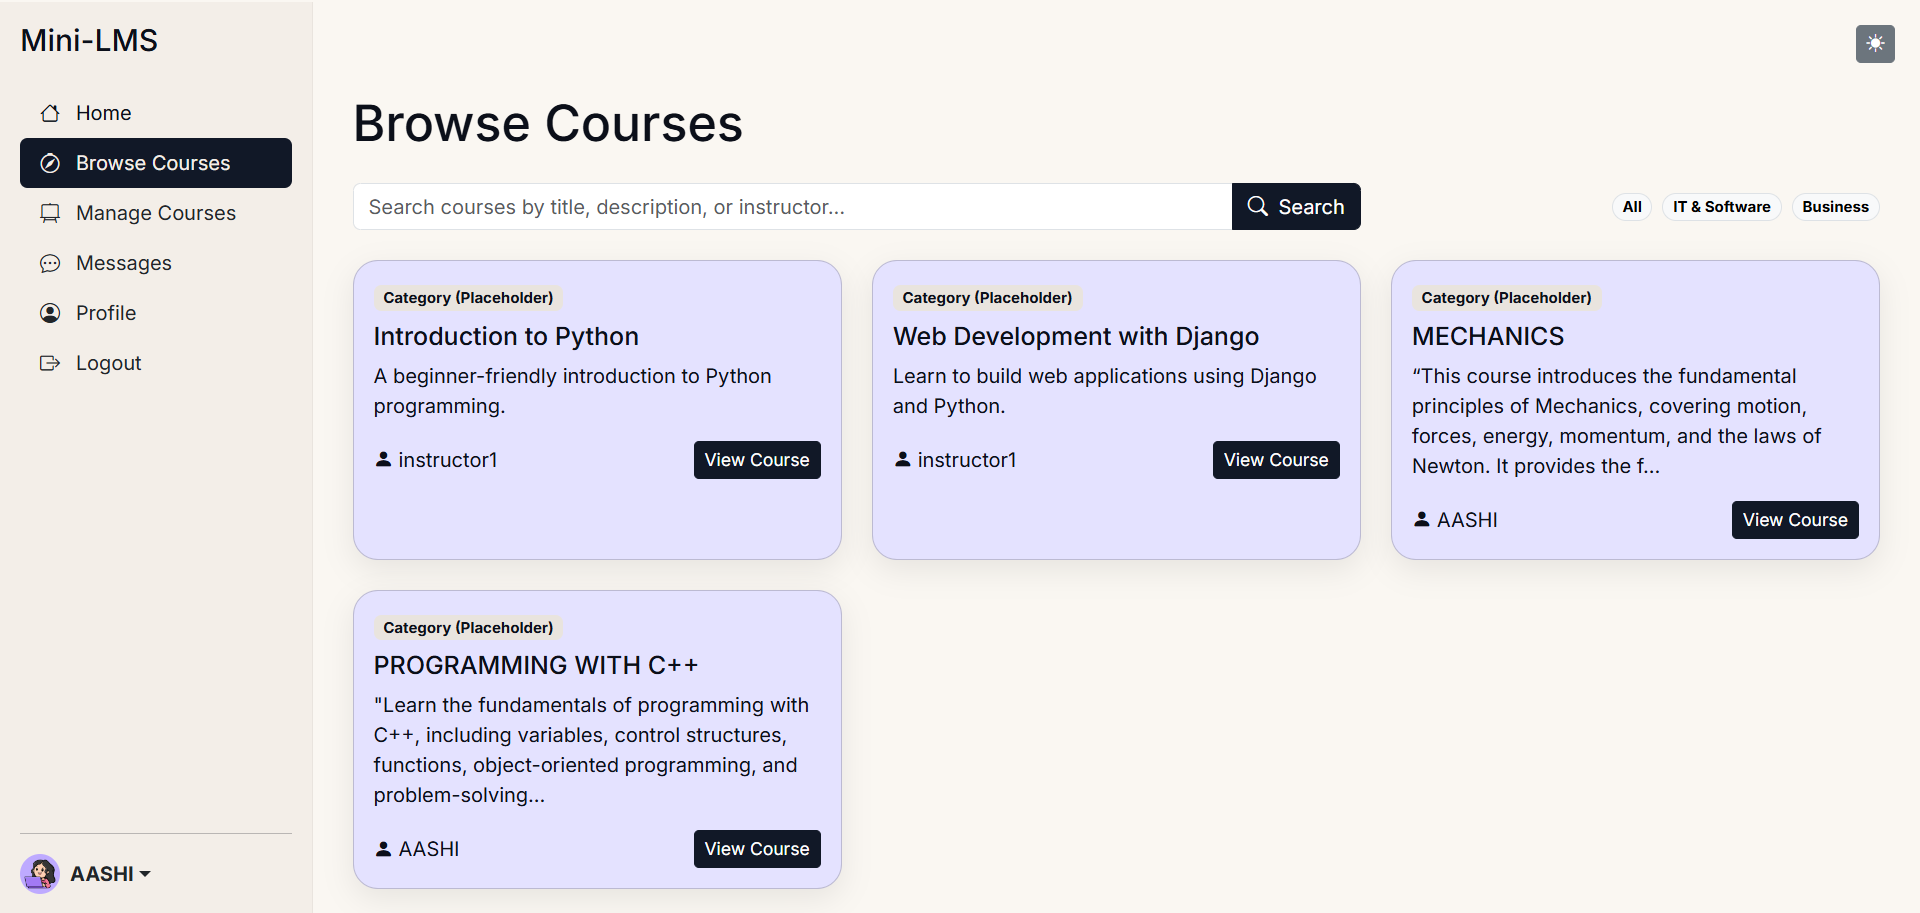 Mini-LMS
Home
Browse Courses
Manage Courses
Messages
Profile
Logout
AASHI
Browse Courses
Search courses by title, description, or instructor...
Search
All
IT & Software
Business
Category (Placeholder)
Introduction to Python
A beginner-friendly introduction to Python
programming.
instructor1
View Course
Category (Placeholder)
Web Development with Django
Learn to build web applications using Django
and Python.
instructor1
View Course
Category (Placeholder)
MECHANICS
“This course introduces the fundamental
principles of Mechanics, covering motion,
forces, energy, momentum, and the laws of
Newton. It provides the f...
AASHI
View Course
Category (Placeholder)
PROGRAMMING WITH C++
"Learn the fundamentals of programming with
C++, including variables, control structures,
functions, object-oriented programming, and
problem-solving...
AASHI
View Course